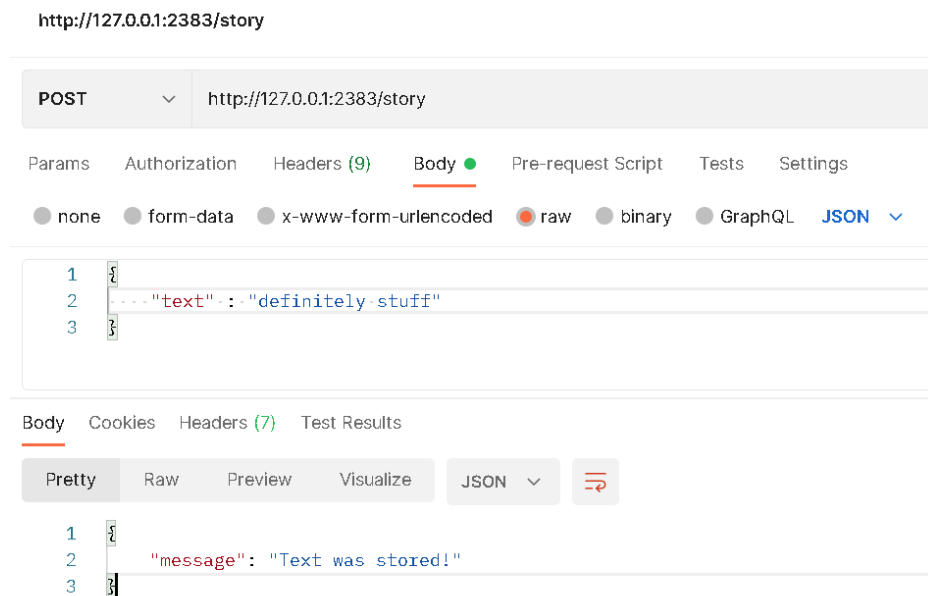 http://127.0.0.1:2383/story
POST http://127.0.0.1:2383/story
Params Authorization Headers (9) Body Pre-request Script Tests Settings
none form-data x-www-form-urlencoded raw binary GraphQL JSON
1 {
2 ····"text"·:·"definitely·stuff"
3 }
Body Cookies Headers (7) Test Results
Pretty Raw Preview Visualize JSON
1 {
2 "message": "Text was stored!"
3 }